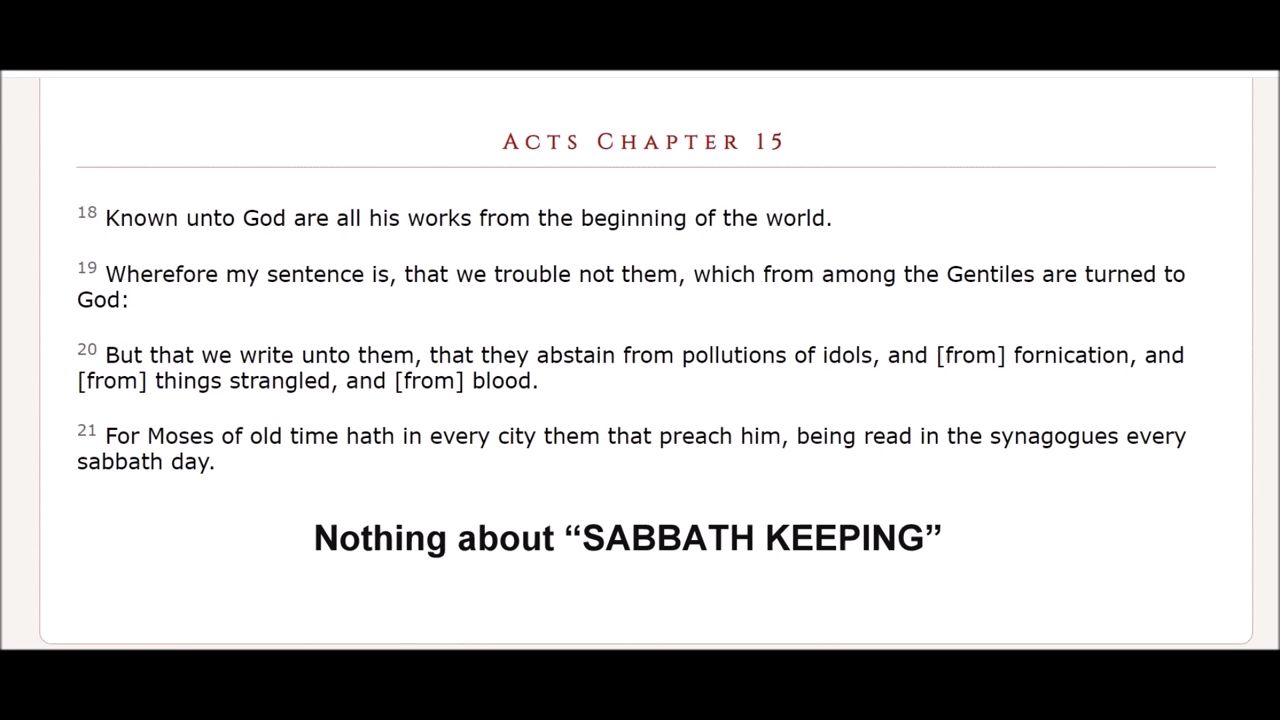 Acts Chapter 15
18 Known unto God are all his works from the beginning of the world.
19 Wherefore my sentence is, that we trouble not them, which from among the Gentiles are turned to
God:
20 But that we write unto them, that they abstain from pollutions of idols, and [from] fornication, and
[from] things strangled, and [from] blood.
21 For Moses of old time hath in every city them that preach him, being read in the synagogues every
sabbath day.
Nothing about “SABBATH KEEPING”